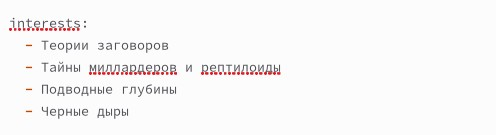 interests:
- Теории заговоров
- Тайны миллардеров и рептилоиды
- Подводные глубины
- Черные дыры